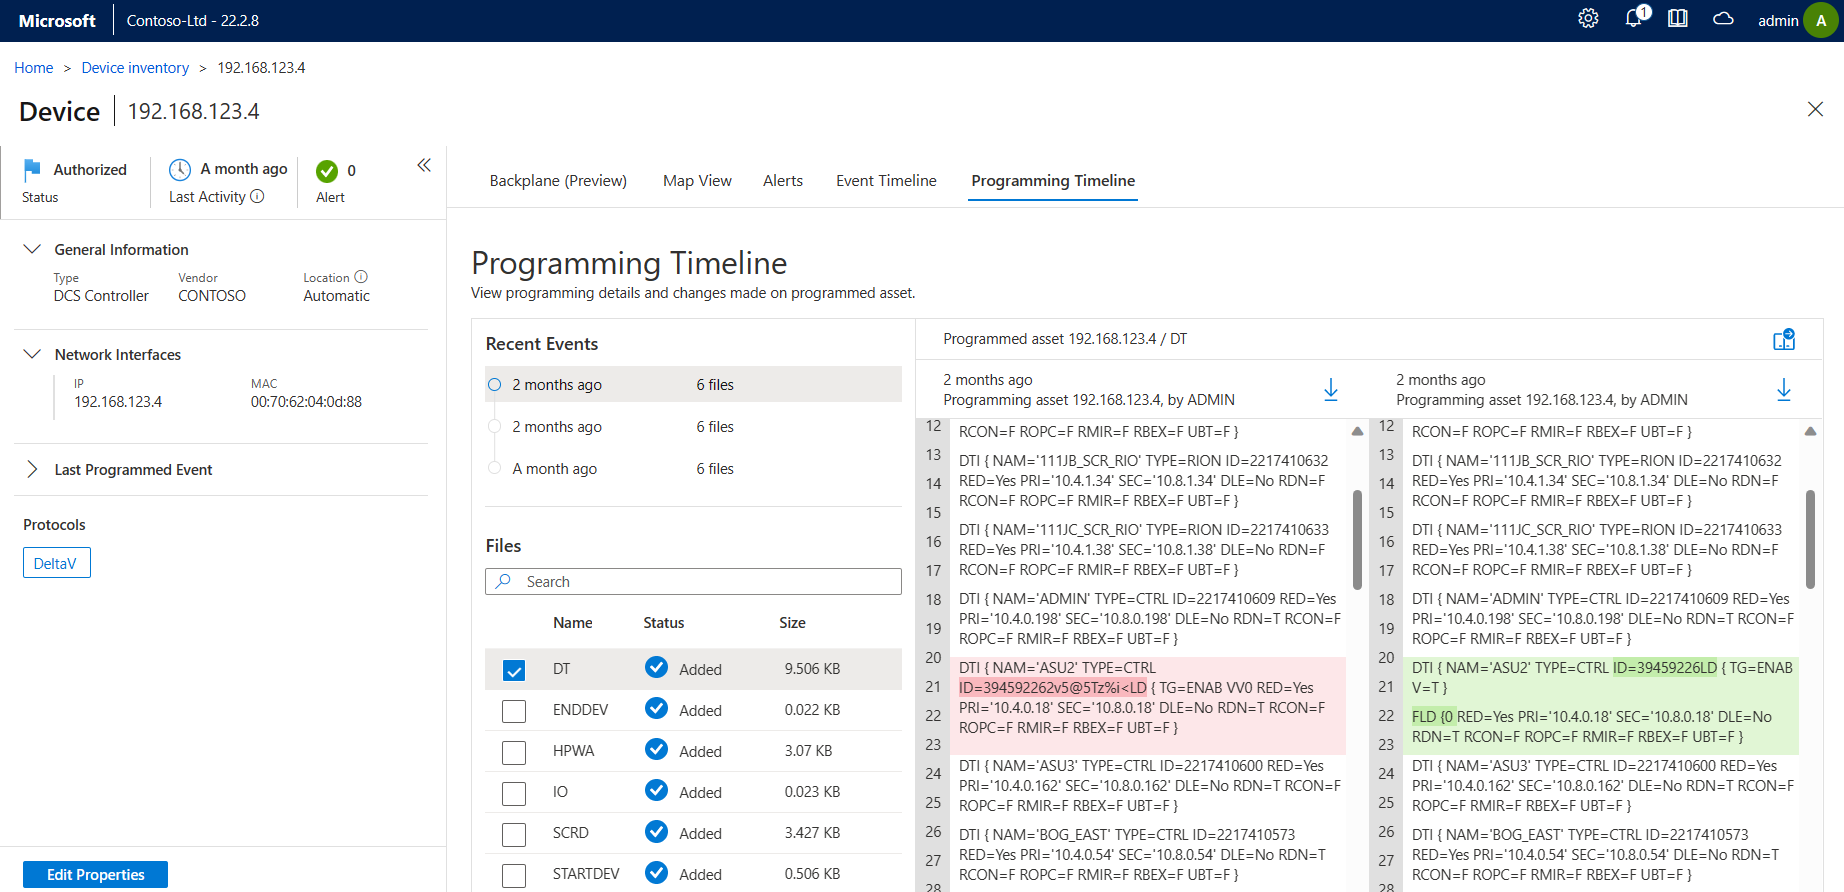 Microsoft
Contoso-Ltd - 22.2.8
1
admin
A
Home > Device inventory > 192.168.123.4
Device
192.168.123.4
Authorized
Status
A month ago
Last Activity
0
Alert
General Information
Type
DCS Controller
Vendor
CONTOSO
Location
Automatic
Network Interfaces
IP
192.168.123.4
MAC
00:70:62:04:0d:88
Last Programmed Event
Protocols
DeltaV
Edit Properties
Backplane (Preview)
Map View
Alerts
Event Timeline
Programming Timeline
Programming Timeline
View programming details and changes made on programmed asset.
Recent Events
2 months ago 6 files
2 months ago 6 files
A month ago 6 files
Files
Search
Name Status Size
DT Added 9.506 KB
ENDDEV Added 0.022 KB
HPWA Added 3.07 KB
IO Added 0.023 KB
SCRD Added 3.427 KB
STARTDEV Added 0.506 KB
Programmed asset 192.168.123.4 / DT
2 months ago
Programming asset 192.168.123.4, by ADMIN
12
13
14
15
16
17
18
19
20
21
22
23
24
25
26
27
28
RCON=F ROPC=F RMIR=F RBEX=F UBT=F }
DTI { NAM='111JB_SCR_RIO' TYPE=RION ID=2217410632
RED=Yes PRI='10.4.1.34' SEC='10.8.1.34' DLE=No RDN=F
RCON=F ROPC=F RMIR=F RBEX=F UBT=F }
DTI { NAM='111JC_SCR_RIO' TYPE=RION ID=2217410633
RED=Yes PRI='10.4.1.38' SEC='10.8.1.38' DLE=No RDN=F
RCON=F ROPC=F RMIR=F RBEX=F UBT=F }
DTI { NAM='ADMIN' TYPE=CTRL ID=2217410609 RED=Yes
PRI='10.4.0.198' SEC='10.8.0.198' DLE=No RDN=T RCON=F
ROPC=F RMIR=F RBEX=F UBT=F }
DTI { NAM='ASU2' TYPE=CTRL
ID=394592262v5@5Tz%i<LD { TG=ENAB VV0 RED=Yes
PRI='10.4.0.18' SEC='10.8.0.18' DLE=No RDN=T RCON=F
ROPC=F RMIR=F RBEX=F UBT=F }
DTI { NAM='ASU3' TYPE=CTRL ID=2217410600 RED=Yes
PRI='10.4.0.162' SEC='10.8.0.162' DLE=No RDN=T RCON=F
ROPC=F RMIR=F RBEX=F UBT=F }
DTI { NAM='BOG_EAST' TYPE=CTRL ID=2217410573
RED=Yes PRI='10.4.0.54' SEC='10.8.0.54' DLE=No RDN=T
RCON=F ROPC=F RMIR=F RBEX=F UBT=F }
2 months ago
Programming asset 192.168.123.4, by ADMIN
12
13
14
15
16
17
18
19
20
21
22
23
24
25
26
27
28
RCON=F ROPC=F RMIR=F RBEX=F UBT=F }
DTI { NAM='111JB_SCR_RIO' TYPE=RION ID=2217410632
RED=Yes PRI='10.4.1.34' SEC='10.8.1.34' DLE=No RDN=F
RCON=F ROPC=F RMIR=F RBEX=F UBT=F }
DTI { NAM='111JC_SCR_RIO' TYPE=RION ID=2217410633
RED=Yes PRI='10.4.1.38' SEC='10.8.1.38' DLE=No RDN=F
RCON=F ROPC=F RMIR=F RBEX=F UBT=F }
DTI { NAM='ADMIN' TYPE=CTRL ID=2217410609 RED=Yes
PRI='10.4.0.198' SEC='10.8.0.198' DLE=No RDN=T RCON=F
ROPC=F RMIR=F RBEX=F UBT=F }
DTI { NAM='ASU2' TYPE=CTRL ID=39459226LD { TG=ENAB
V=T }
FLD {0 RED=Yes PRI='10.4.0.18' SEC='10.8.0.18' DLE=No
RDN=T RCON=F ROPC=F RMIR=F RBEX=F UBT=F }
DTI { NAM='ASU3' TYPE=CTRL ID=2217410600 RED=Yes
PRI='10.4.0.162' SEC='10.8.0.162' DLE=No RDN=T RCON=F
ROPC=F RMIR=F RBEX=F UBT=F }
DTI { NAM='BOG_EAST' TYPE=CTRL ID=2217410573
RED=Yes PRI='10.4.0.54' SEC='10.8.0.54' DLE=No RDN=T
RCON=F ROPC=F RMIR=F RBEX=F UBT=F }